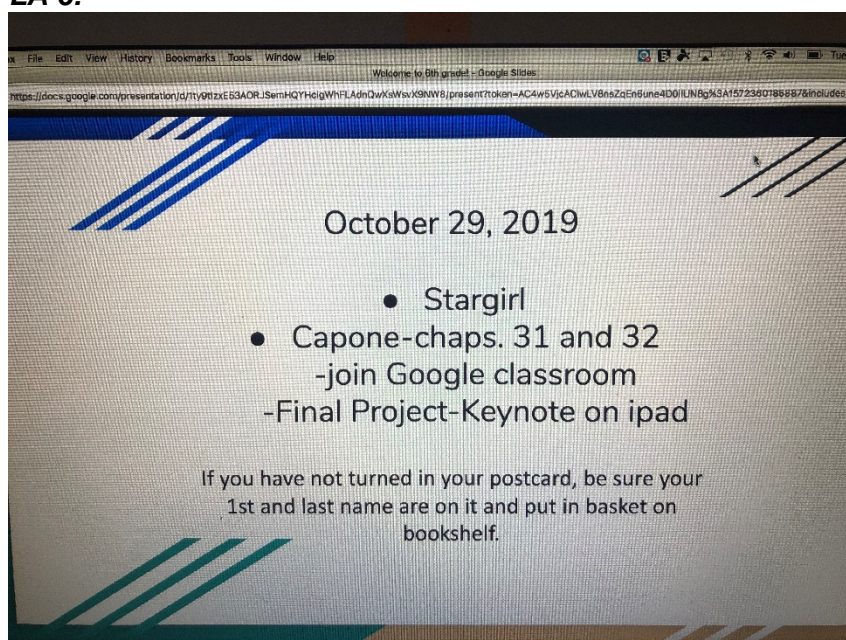 LA 6:
File Edit View History Bookmarks Tools Window Help
Tue
Welcome to 6th grade! - Google Slides
October 29, 2019
● Stargirl
● Capone-chaps. 31 and 32
-join Google classroom
-Final Project-Keynote on ipad
If you have not turned in your postcard, be sure your
1st and last name are on it and put in basket on
bookshelf.